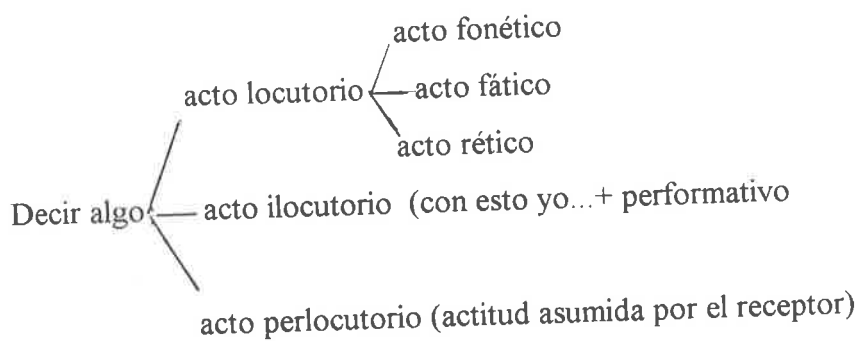 acto fonético
acto locutorio acto fático
acto rético
Decir algo acto ilocutorio (con esto yo...+ performativo
acto perlocutorio (actitud asumida por el receptor)